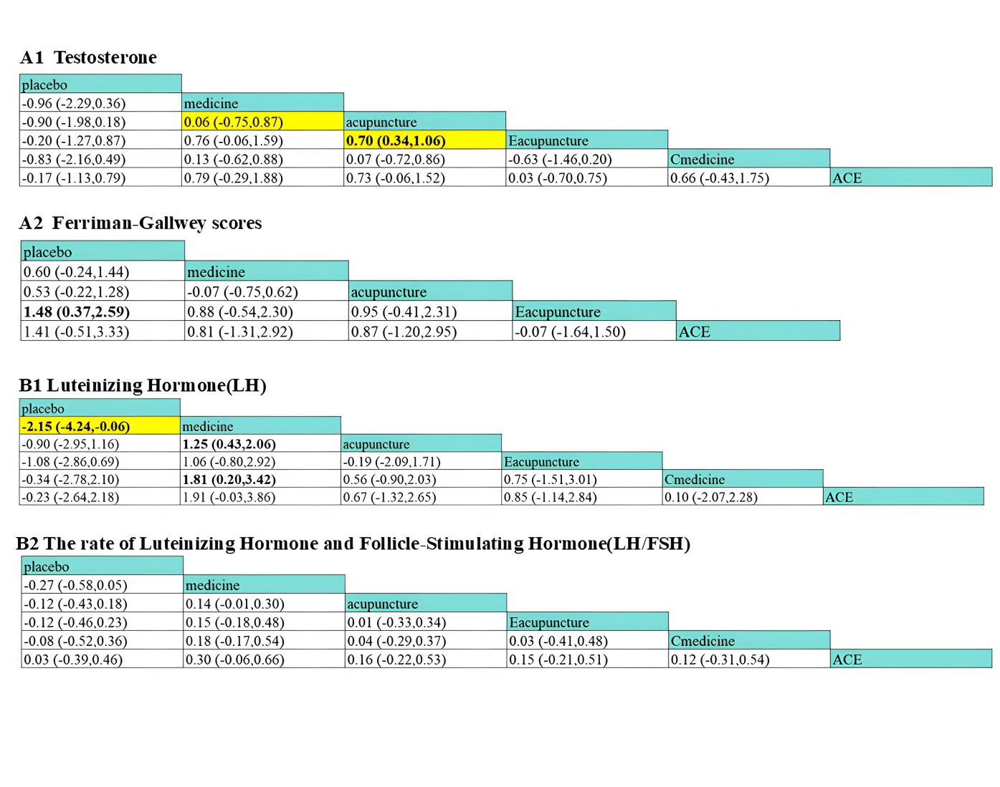 A1 Testosterone
placebo
-0.96 (-2.29,0.36) medicine
-0.90 (-1.98,0.18) 0.06 (-0.75,0.87) acupuncture
-0.20 (-1.27,0.87) 0.76 (-0.06,1.59) 0.70 (0.34,1.06) Eacupuncture
-0.83 (-2.16,0.49) 0.13 (-0.62,0.88) 0.07 (-0.72,0.86) -0.63 (-1.46,0.20) Cmedicine
-0.17 (-1.13,0.79) 0.79 (-0.29,1.88) 0.73 (-0.06,1.52) 0.03 (-0.70,0.75) 0.66 (-0.43,1.75) ACE
A2 Ferriman-Gallwey scores
placebo
0.60 (-0.24,1.44) medicine
0.53 (-0.22,1.28) -0.07 (-0.75,0.62) acupuncture
1.48 (0.37,2.59) 0.88 (-0.54,2.30) 0.95 (-0.41,2.31) Eacupuncture
1.41 (-0.51,3.33) 0.81 (-1.31,2.92) 0.87 (-1.20,2.95) -0.07 (-1.64,1.50) ACE
B1 Luteinizing Hormone(LH)
placebo
-2.15 (-4.24,-0.06) medicine
-0.90 (-2.95,1.16) 1.25 (0.43,2.06) acupuncture
-1.08 (-2.86,0.69) 1.06 (-0.80,2.92) -0.19 (-2.09,1.71) Eacupuncture
-0.34 (-2.78,2.10) 1.81 (0.20,3.42) 0.56 (-0.90,2.03) 0.75 (-1.51,3.01) Cmedicine
-0.23 (-2.64,2.18) 1.91 (-0.03,3.86) 0.67 (-1.32,2.65) 0.85 (-1.14,2.84) 0.10 (-2.07,2.28) ACE
B2 The rate of Luteinizing Hormone and Follicle-Stimulating Hormone(LH/FSH)
placebo
-0.27 (-0.58,0.05) medicine
-0.12 (-0.43,0.18) 0.14 (-0.01,0.30) acupuncture
-0.12 (-0.46,0.23) 0.15 (-0.18,0.48) 0.01 (-0.33,0.34) Eacupuncture
-0.08 (-0.52,0.36) 0.18 (-0.17,0.54) 0.04 (-0.29,0.37) 0.03 (-0.41,0.48) Cmedicine
0.03 (-0.39,0.46) 0.30 (-0.06,0.66) 0.16 (-0.22,0.53) 0.15 (-0.21,0.51) 0.12 (-0.31,0.54) ACE